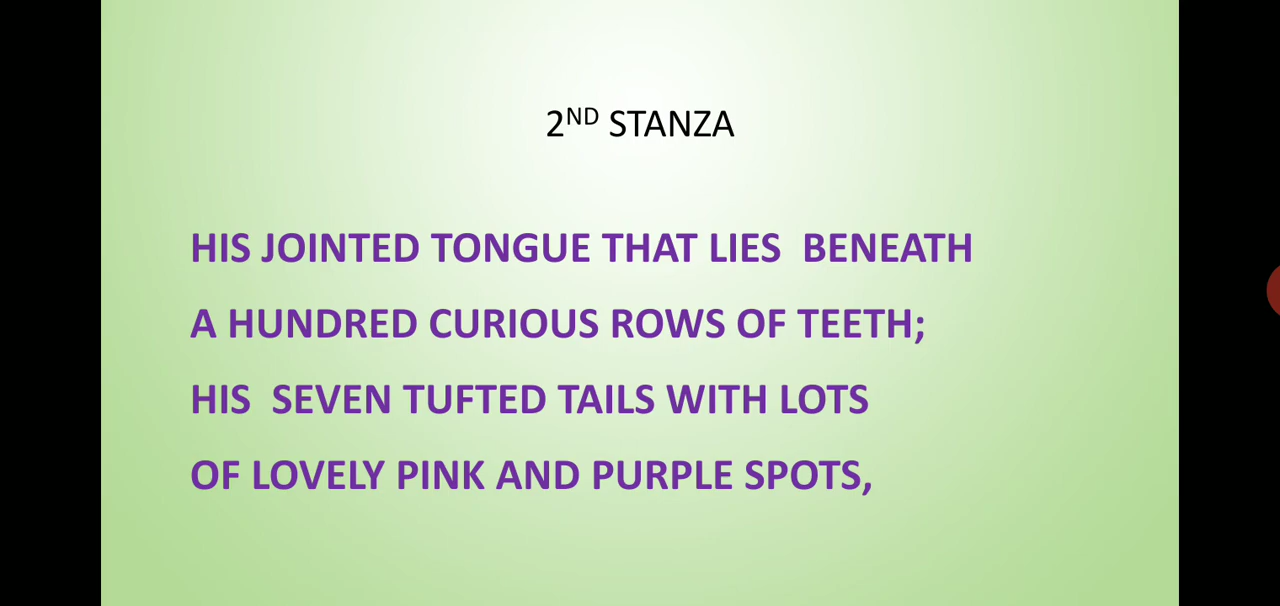 2ND STANZA
HIS JOINTED TONGUE THAT LIES BENEATH
A HUNDRED CURIOUS ROWS OF TEETH;
HIS SEVEN TUFTED TAILS WITH LOTS
OF LOVELY PINK AND PURPLE SPOTS,